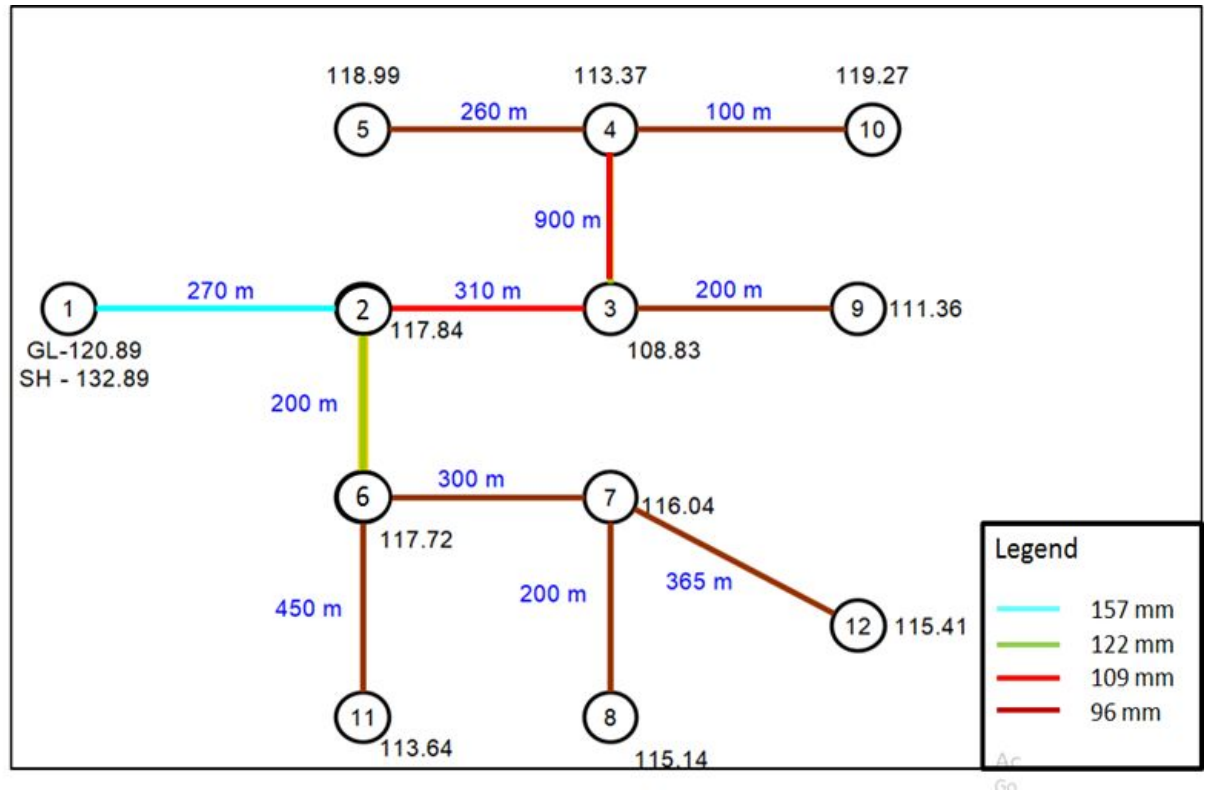 118.99 113.37 119.27
5 260 m 4 100 m 10
900 m
1 270 m 2 310 m 3 200 m 9 111.36
GL-120.89 117.84 108.83
SH - 132.89
200 m
6 300 m 7 116.04
117.72
450 m 200 m 365 m
12 115.41
11 8
113.64 115.14
Legend
157 mm
122 mm
109 mm
96 mm
Ac
Go